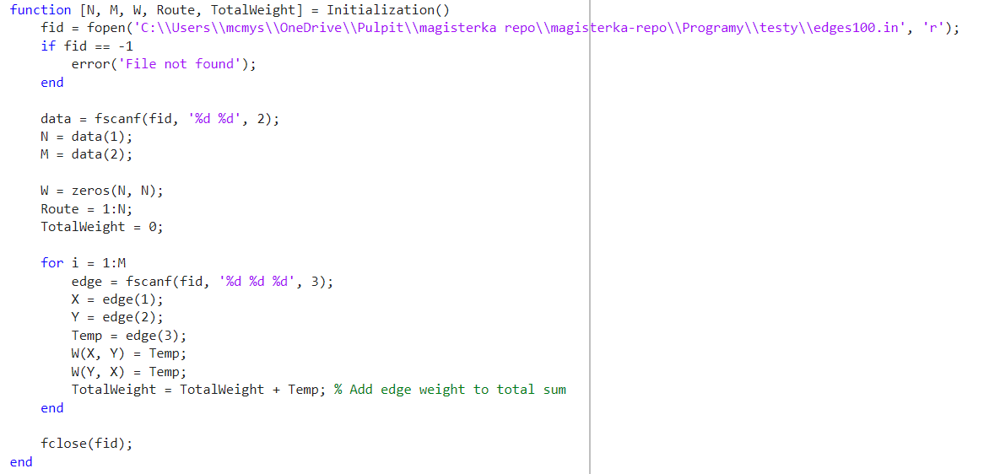 function [N, M, W, Route, TotalWeight] = Initialization()
    fid = fopen('C:\\Users\\mcmys\\OneDrive\\Pulpit\\magisterka repo\\magisterka-repo\\Programy\\testy\\edges100.in', 'r');
    if fid == -1
        error('File not found');
    end

    data = fscanf(fid, '%d %d', 2);
    N = data(1);
    M = data(2);

    W = zeros(N, N);
    Route = 1:N;
    TotalWeight = 0;

    for i = 1:M
        edge = fscanf(fid, '%d %d %d', 3);
        X = edge(1);
        Y = edge(2);
        Temp = edge(3);
        W(X, Y) = Temp;
        W(Y, X) = Temp;
        TotalWeight = TotalWeight + Temp; % Add edge weight to total sum
    end

    fclose(fid);
end